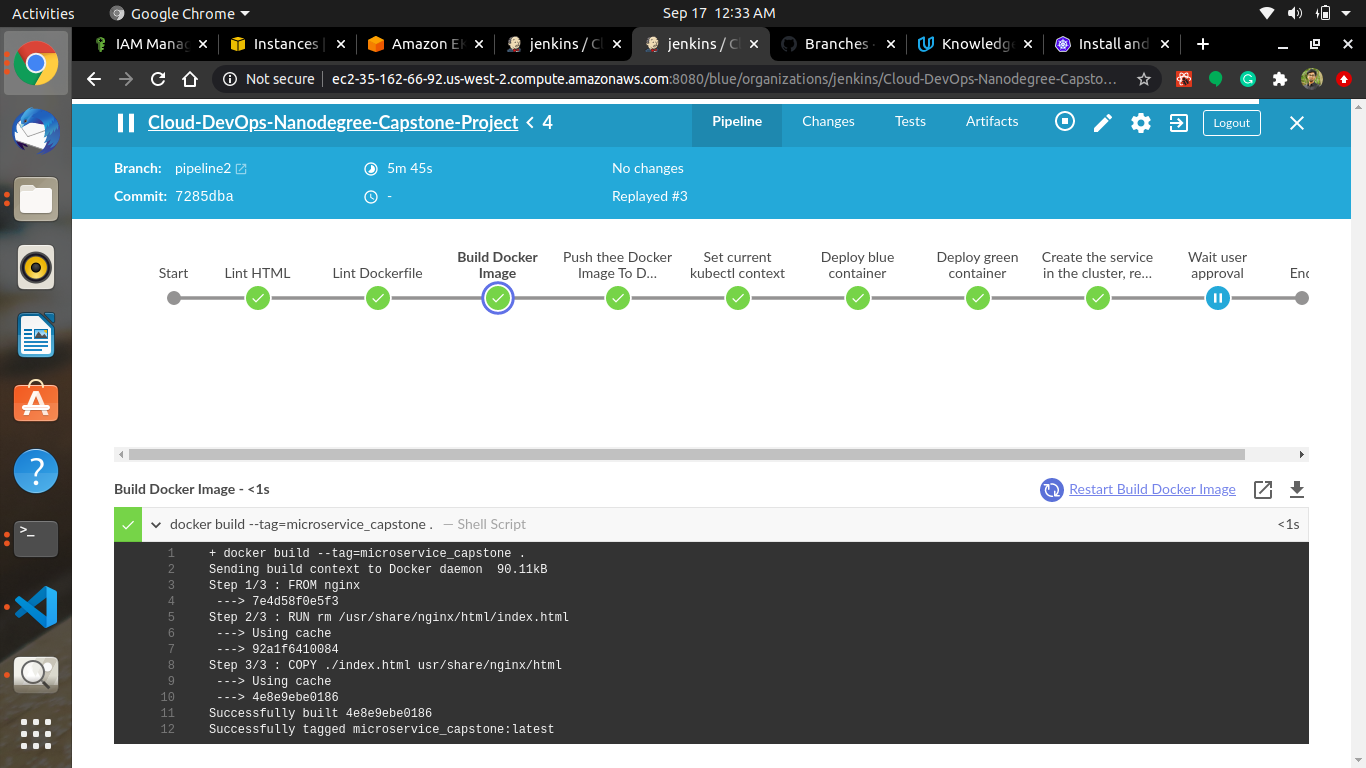 Activities
Google Chrome
Sep 17 12:33 AM
IAM Manag
Instances |
Amazon EK
jenkins / Cl
jenkins / Cl
Branches ·
Knowledge
Install and
Not secure
ec2-35-162-66-92.us-west-2.compute.amazonaws.com:8080/blue/organizations/jenkins/Cloud-DevOps-Nanodegree-Capsto…
Cloud-DevOps-Nanodegree-Capstone-Project < 4
Pipeline
Changes
Tests
Artifacts
Logout
Branch: pipeline2
5m 45s
No changes
Commit: 7285dba
-
Replayed #3
Start
Lint HTML
Lint Dockerfile
Build Docker
Image
Push thee Docker
Image To D...
Set current
kubectl context
Deploy blue
container
Deploy green
container
Create the service
in the cluster, re...
Wait user
approval
Enc
Build Docker Image - <1s
Restart Build Docker Image
docker build --tag=microservice_capstone . — Shell Script
<1s
1 + docker build --tag=microservice_capstone .
2 Sending build context to Docker daemon  90.11kB
3 Step 1/3 : FROM nginx
4  ---> 7e4d58f0e5f3
5 Step 2/3 : RUN rm /usr/share/nginx/html/index.html
6  ---> Using cache
7  ---> 92a1f6410084
8 Step 3/3 : COPY ./index.html usr/share/nginx/html
9  ---> Using cache
10  ---> 4e8e9ebe0186
11 Successfully built 4e8e9ebe0186
12 Successfully tagged microservice_capstone:latest